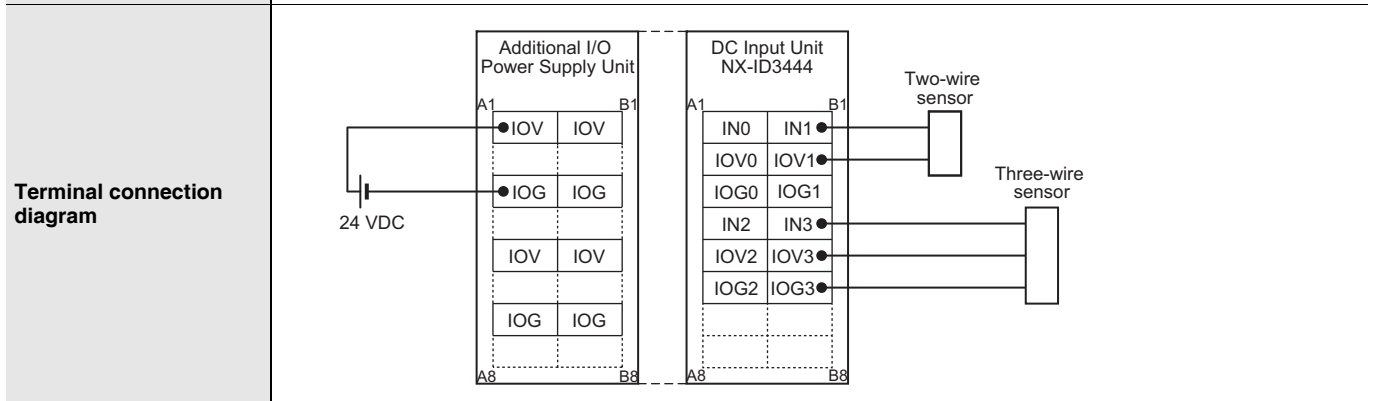 Terminal connection
diagram
Additional I/O
Power Supply Unit
A1 B1
IOV IOV
IOG IOG
IOV IOV
IOG IOG
A8 B8
24 VDC
DC Input Unit
NX-ID3444
A1 B1
IN0 IN1
IOV0 IOV1
IOG0 IOG1
IN2 IN3
IOV2 IOV3
IOG2 IOG3
A8 B8
Two-wire
sensor
Three-wire
sensor